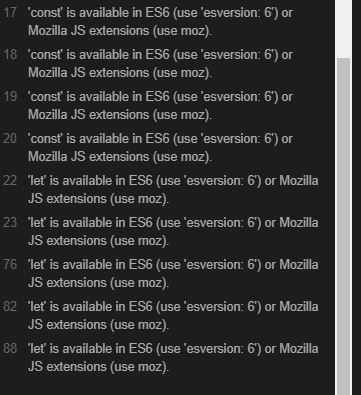 17 'const' is available in ES6 (use 'esversion: 6') or
Mozilla JS extensions (use moz).
18 'const' is available in ES6 (use 'esversion: 6') or
Mozilla JS extensions (use moz).
19 'const' is available in ES6 (use 'esversion: 6') or
Mozilla JS extensions (use moz).
20 'const' is available in ES6 (use 'esversion: 6') or
Mozilla JS extensions (use moz).
22 'let' is available in ES6 (use 'esversion: 6') or Mozilla
JS extensions (use moz).
23 'let' is available in ES6 (use 'esversion: 6') or Mozilla
JS extensions (use moz).
76 'let' is available in ES6 (use 'esversion: 6') or Mozilla
JS extensions (use moz).
82 'let' is available in ES6 (use 'esversion: 6') or Mozilla
JS extensions (use moz).
88 'let' is available in ES6 (use 'esversion: 6') or Mozilla
JS extensions (use moz).